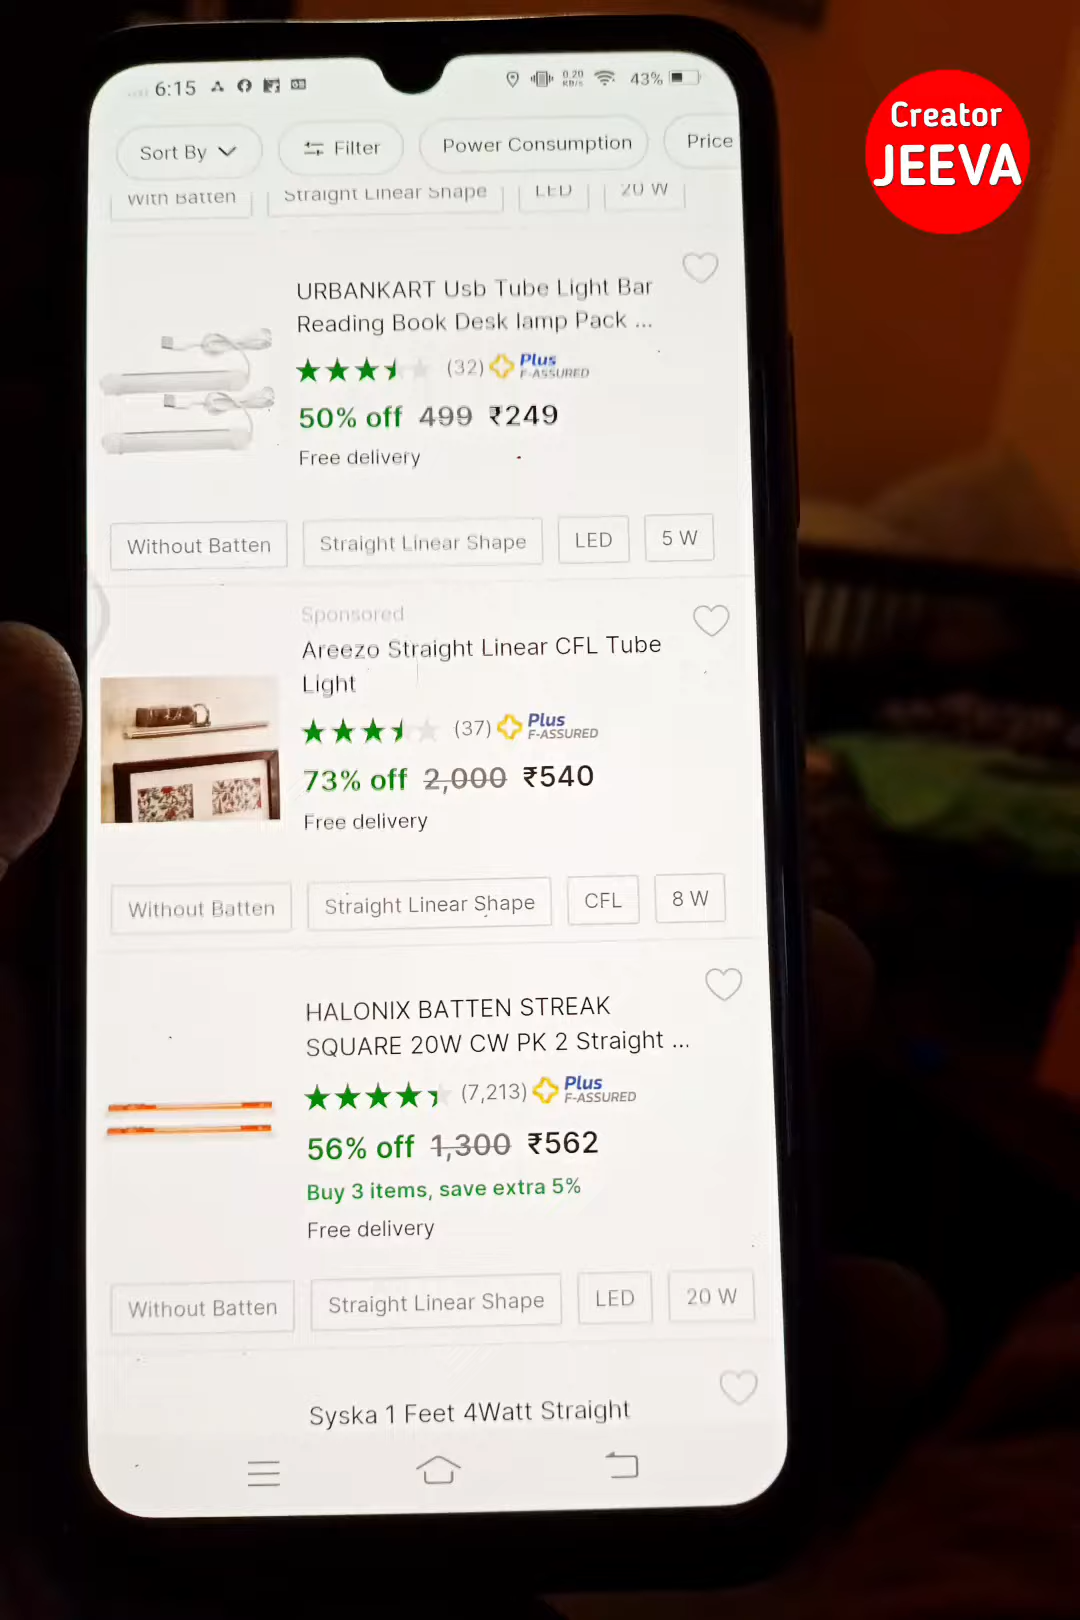 Creator
JEEVA
6:15
0.20
KB/s
43%
Sort By
Filter
Power Consumption
Price
With Batten
Straight Linear Shape
LED
20 W
URBANKART Usb Tube Light Bar
Reading Book Desk lamp Pack ...
(32) Plus
F-ASSURED
50% off 499 ₹249
Free delivery
Without Batten
Straight Linear Shape
LED
5 W
Sponsored
Areezo Straight Linear CFL Tube
Light
(37) Plus
F-ASSURED
73% off 2,000 ₹540
Free delivery
Without Batten
Straight Linear Shape
CFL
8 W
HALONIX BATTEN STREAK
SQUARE 20W CW PK 2 Straight ...
(7,213) Plus
F-ASSURED
56% off 1,300 ₹562
Buy 3 items, save extra 5%
Free delivery
Without Batten
Straight Linear Shape
LED
20 W
Syska 1 Feet 4Watt Straight